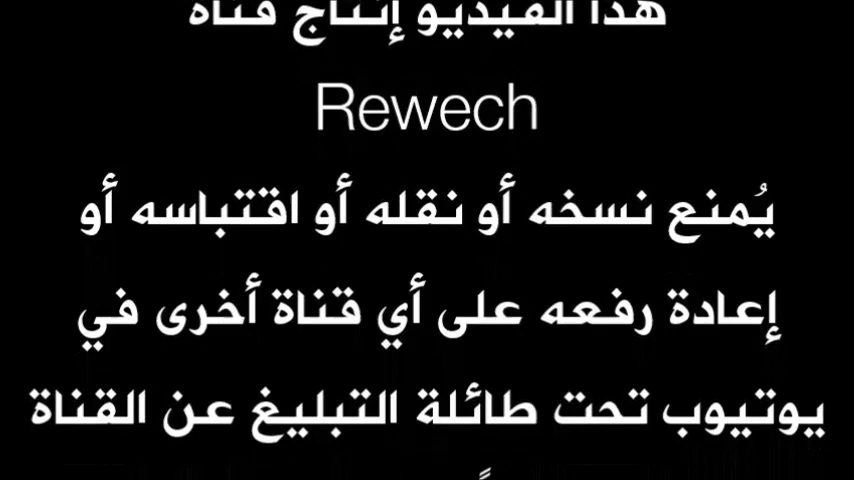 هذا الفيديو إنتاج قناة
Rewech
يُمنع نسخه أو نقله أو اقتباسه أو
إعادة رفعه على أي قناة أخرى في
يوتيوب تحت طائلة التبليغ عن القناة